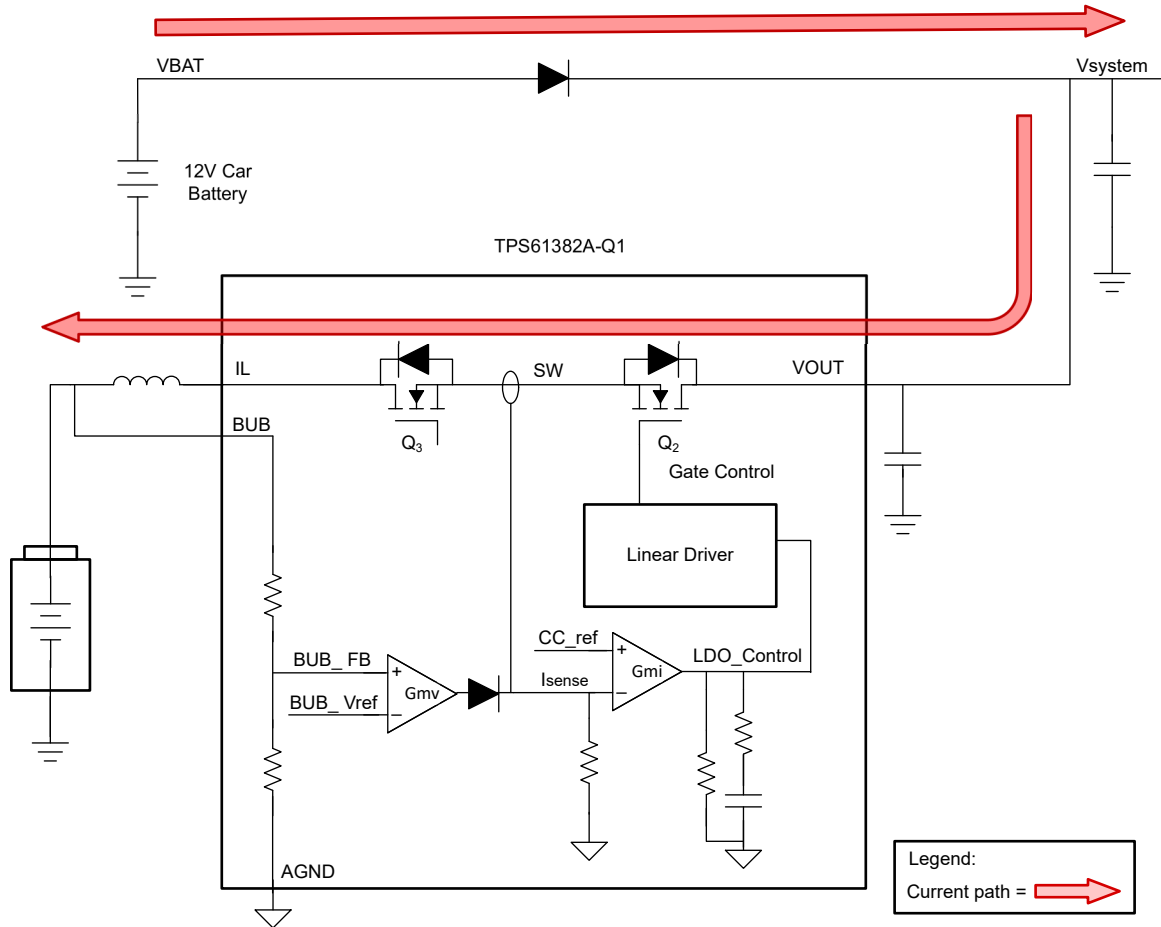 VBAT
Vsystem
12V Car
Battery
TPS61382A-Q1
IL
SW
VOUT
BUB
Q3
Q2
Gate Control
Linear Driver
CC_ref
LDO_Control
BUB_ FB
+
Gmv
BUB_ Vref
−
Isense
+
Gmi
−
AGND
Legend:
Current path =